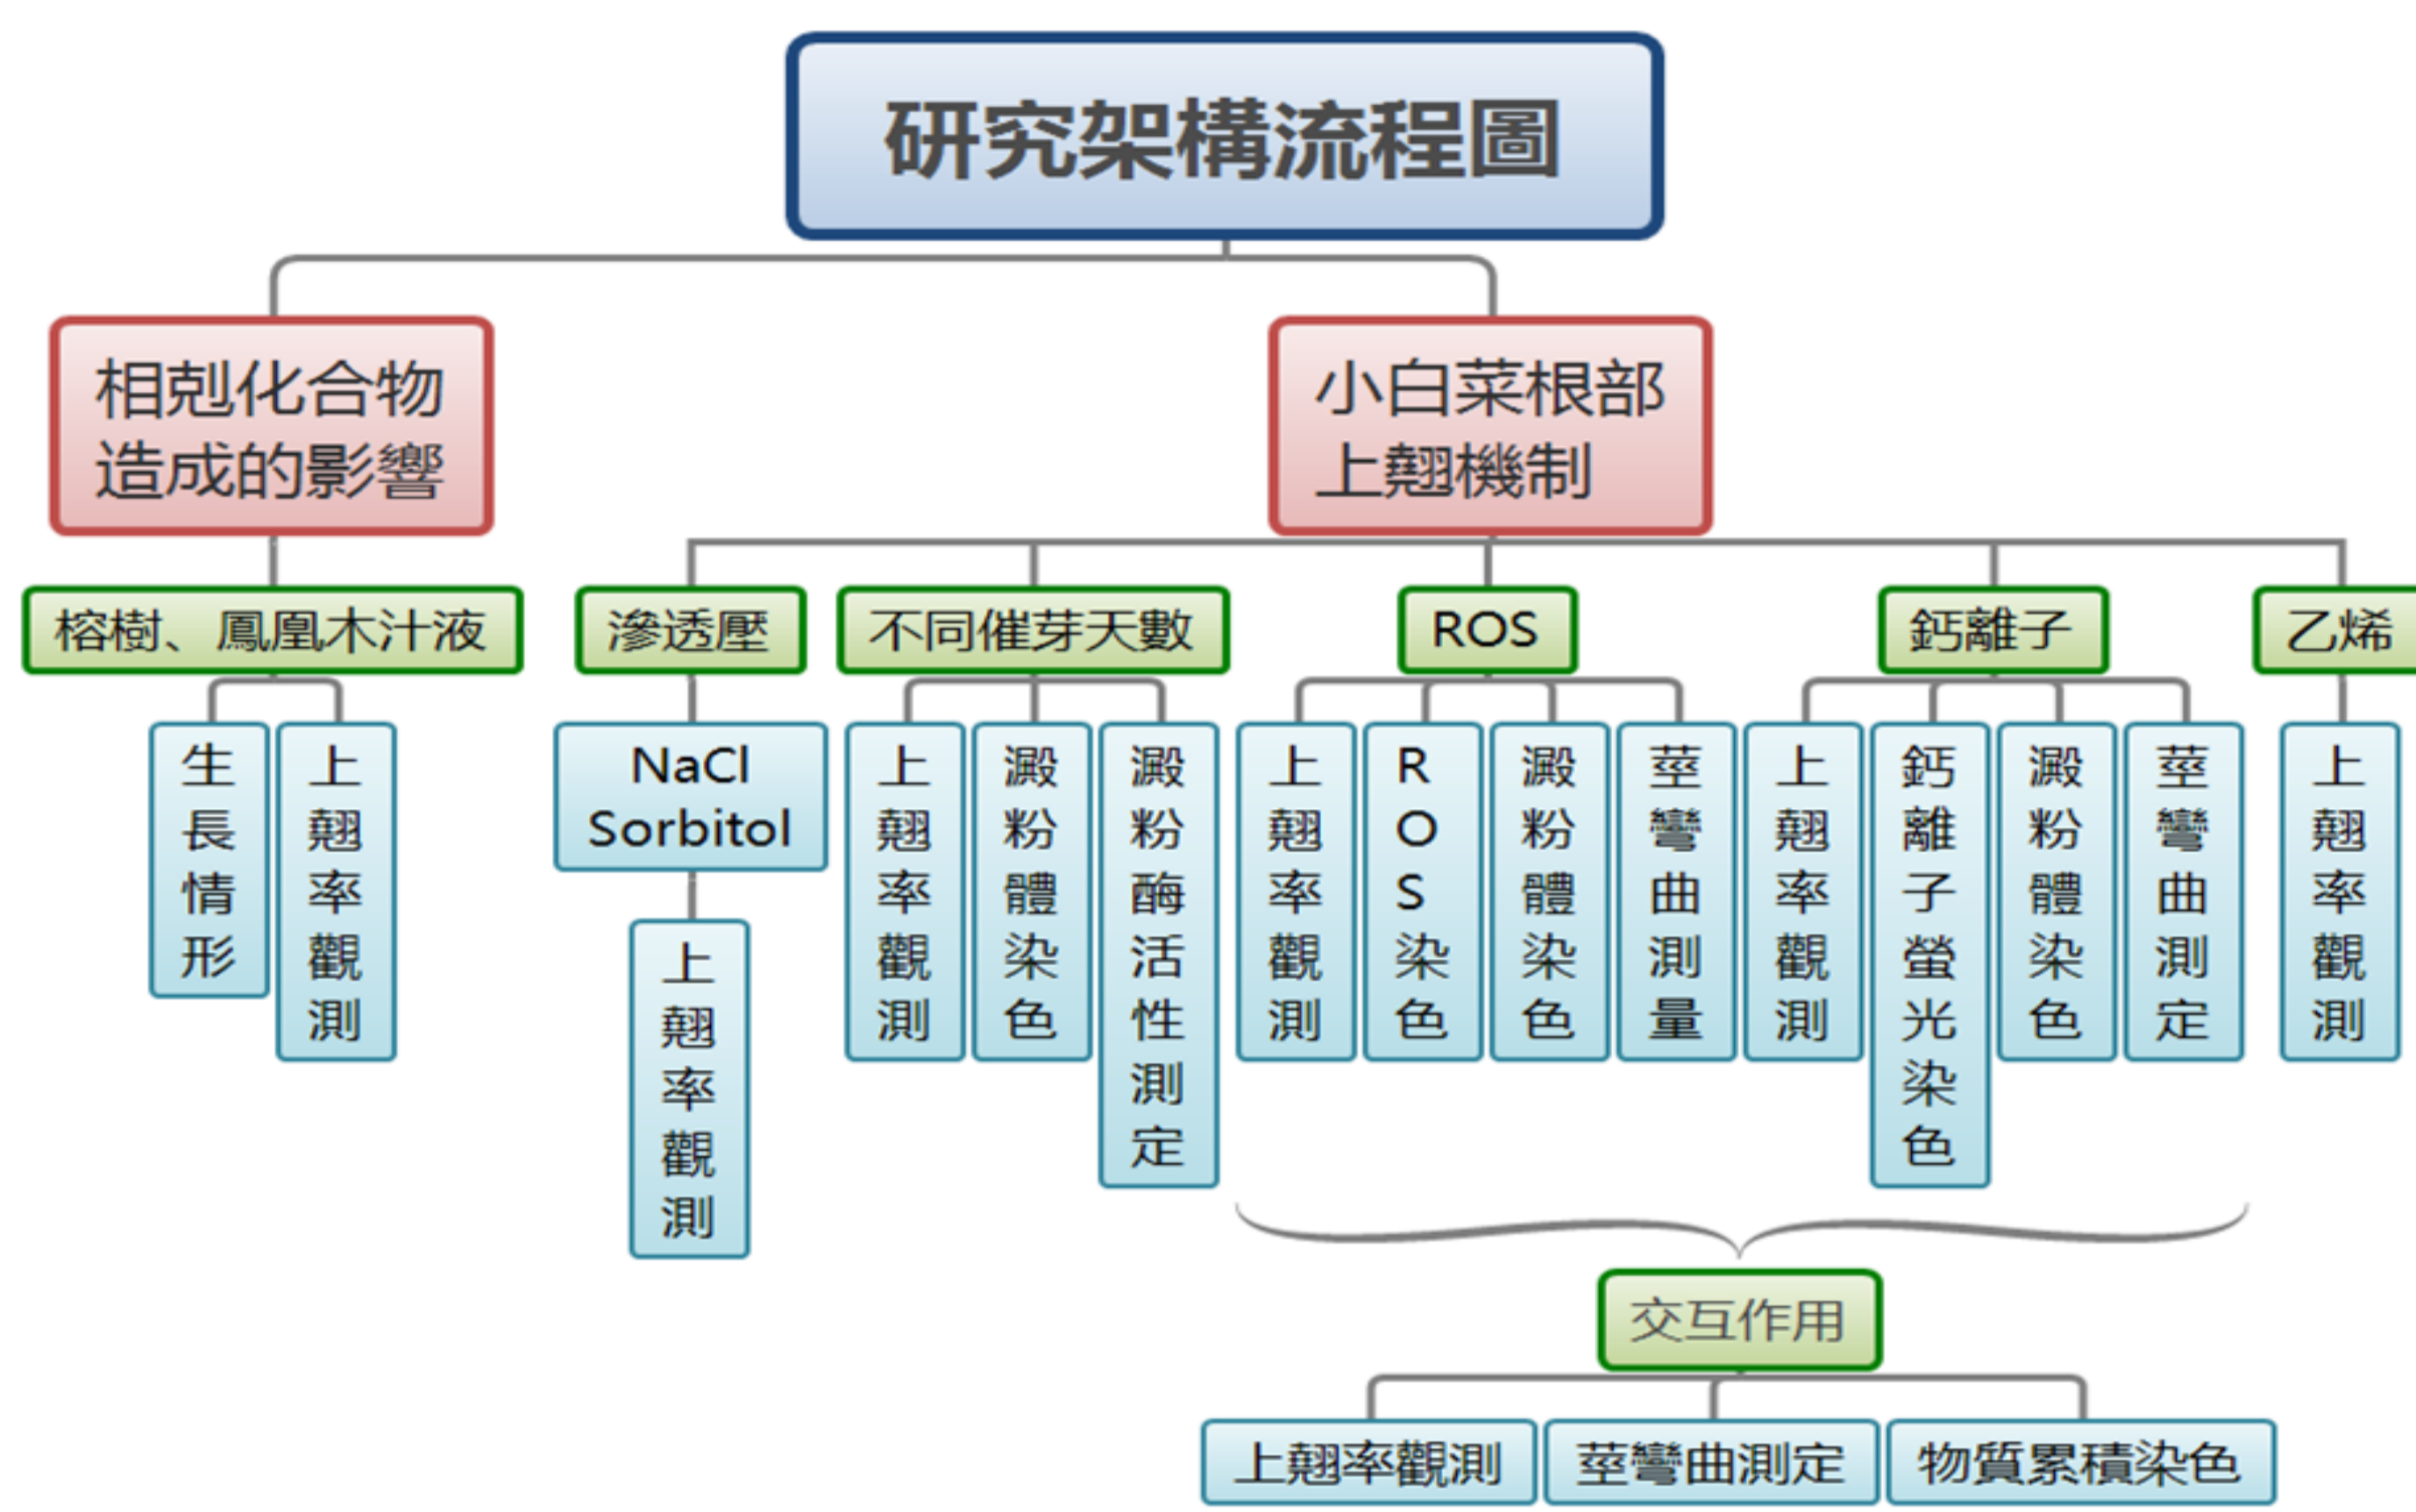 研究架構流程圖
相剋化合物
造成的影響
小白菜根部
上翹機制
榕樹、鳳凰木汁液
滲透壓
不同催芽天數
ROS
鈣離子
乙烯
生長情形
上翹率觀測
NaCl
Sorbitol
上翹率觀測
上翹率觀測
澱粉體染色
澱粉酶活性測定
上翹率觀測
ROS染色
澱粉體染色
莖彎曲測量
上翹率觀測
鈣離子螢光染色
澱粉體染色
莖彎曲測定
上翹率觀測
交互作用
上翹率觀測
莖彎曲測定
物質累積染色